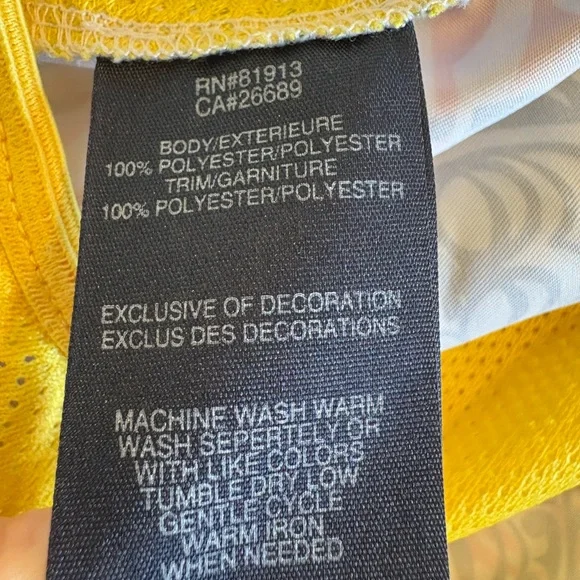 RN#81913
CA#26689
BODY/EXTERIEURE
100% POLYESTER/POLYESTER
TRIM/GARNITURE
100% POLYESTER/POLYESTER
EXCLUSIVE OF DECORATION
EXCLUS DES DECORATIONS
MACHINE WASH WARM
WASH SEPERTELY OR
WITH LIKE COLORS
TUMBLE DRY LOW
GENTLE CYCLE
WARM IRON
WHEN NEEDED